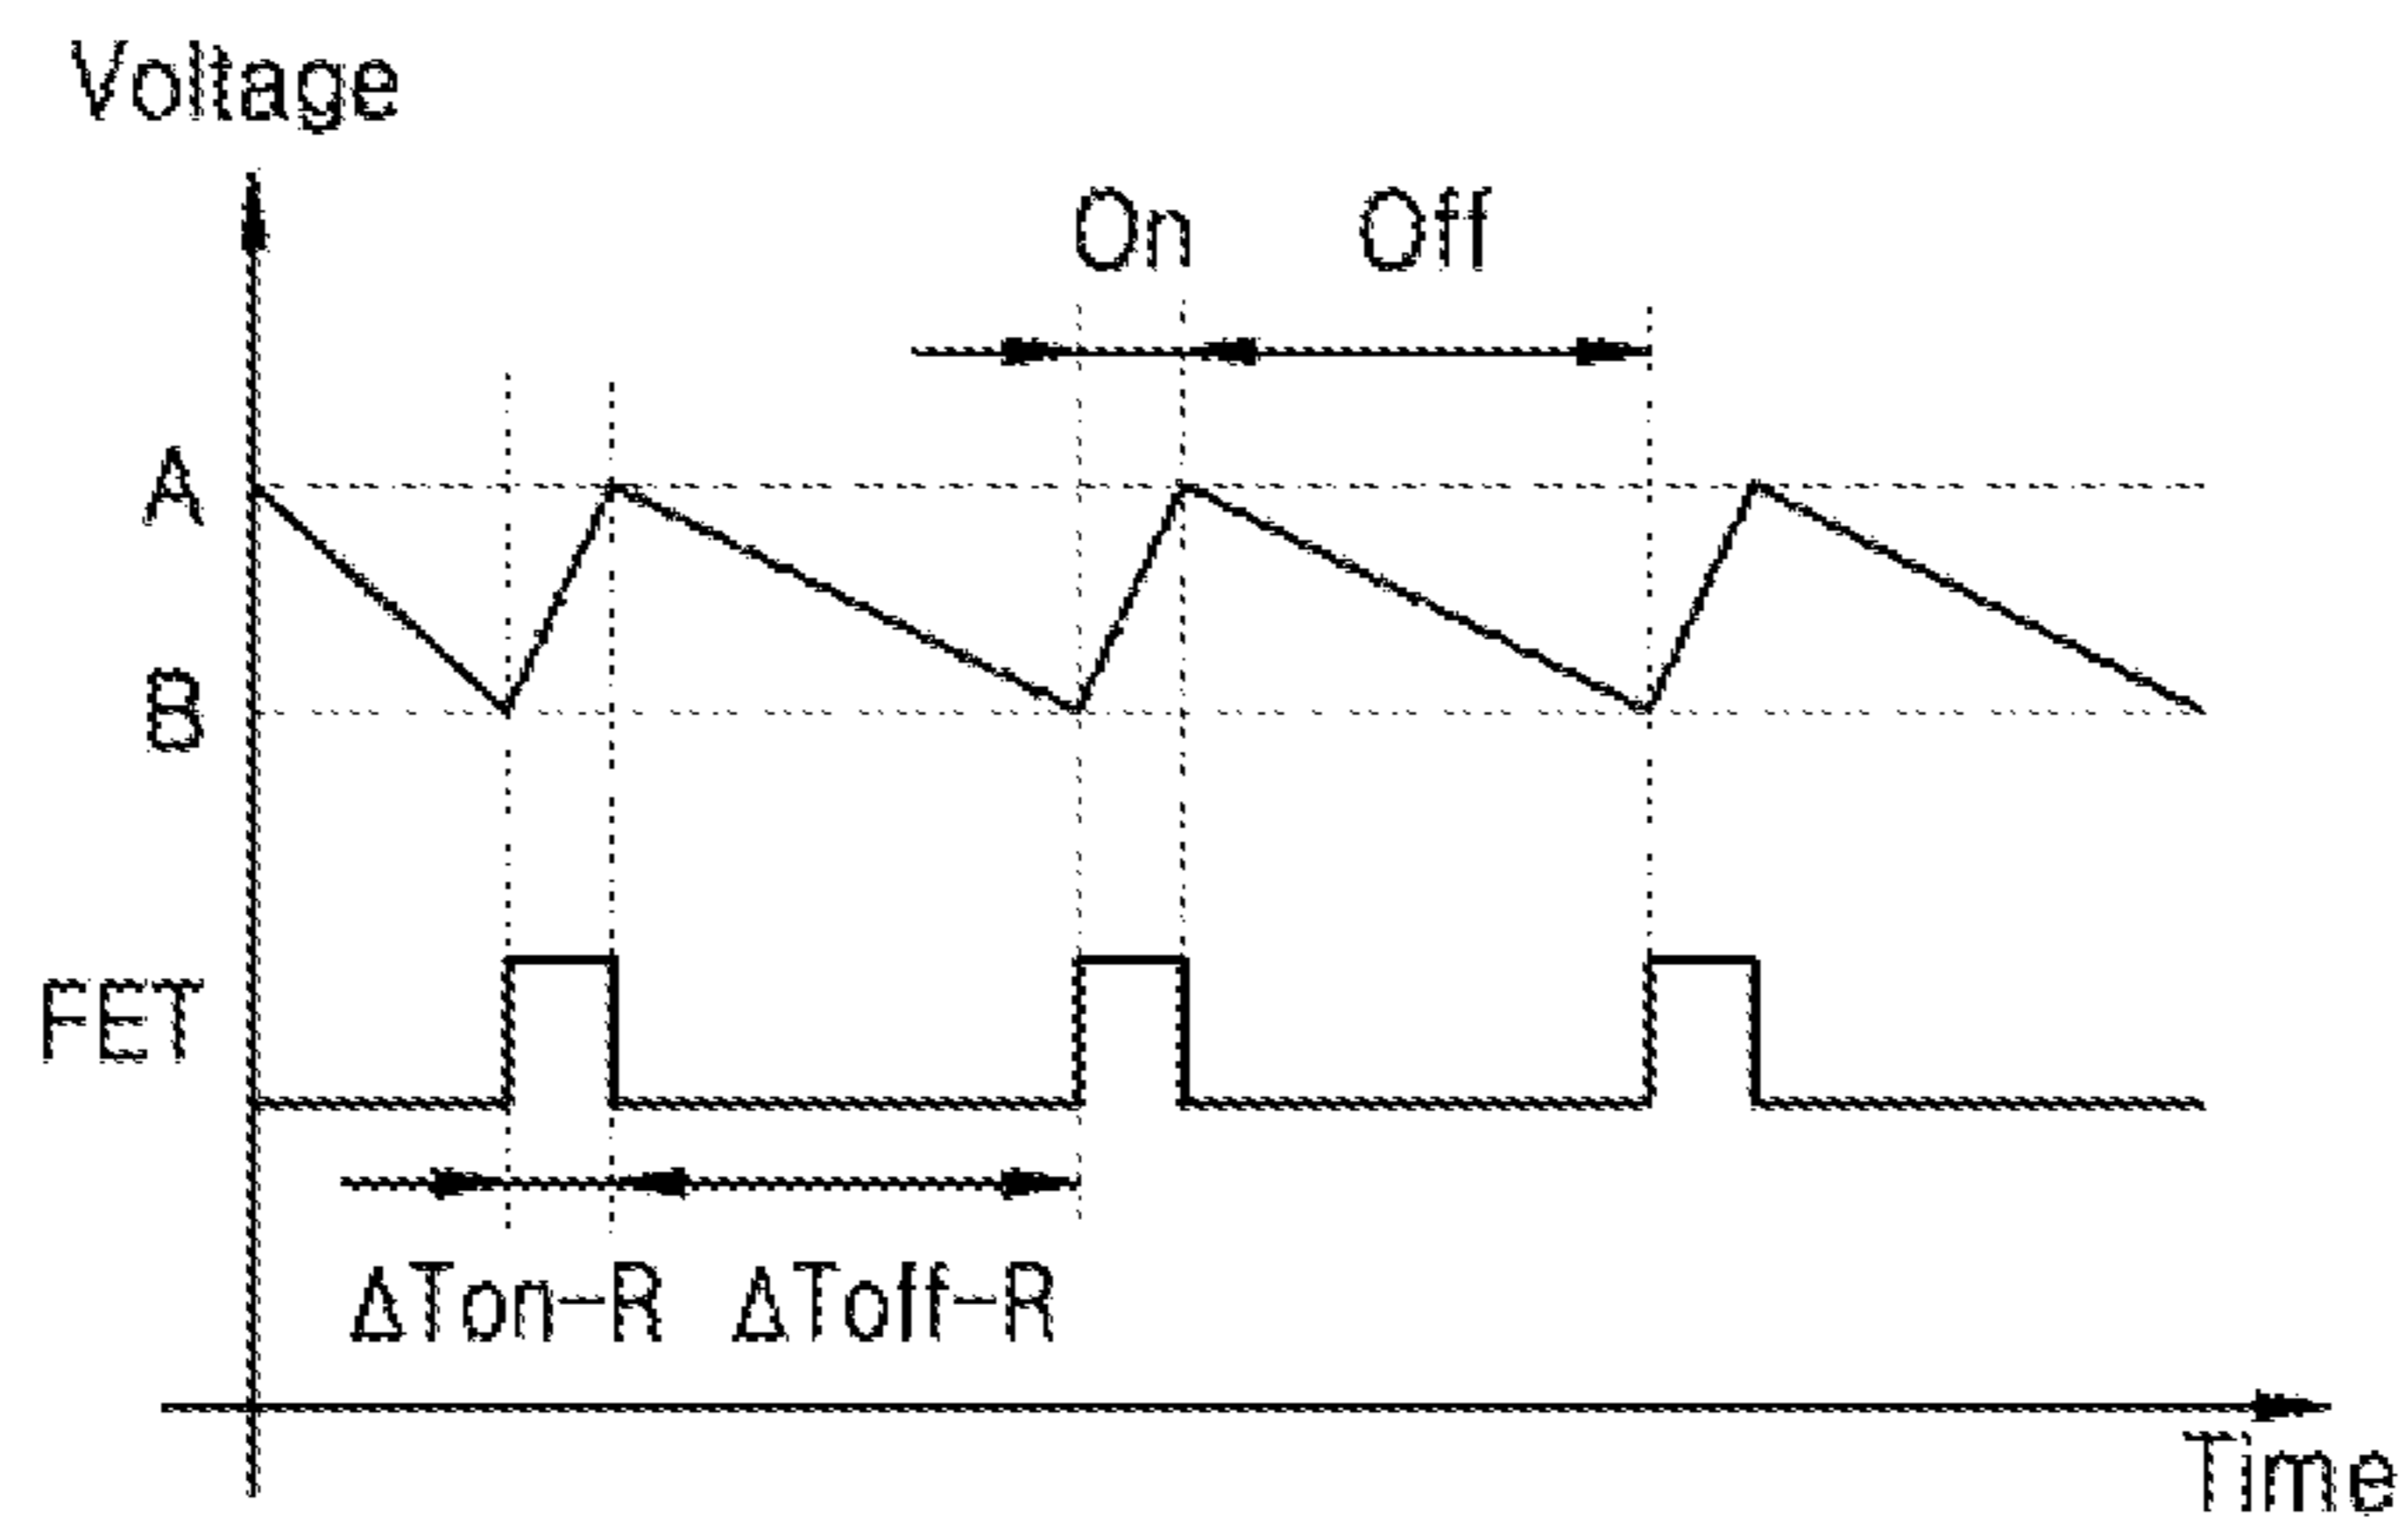 Voltage
On Off
A
B
FET
ΔTon-R ΔToff-R
Time